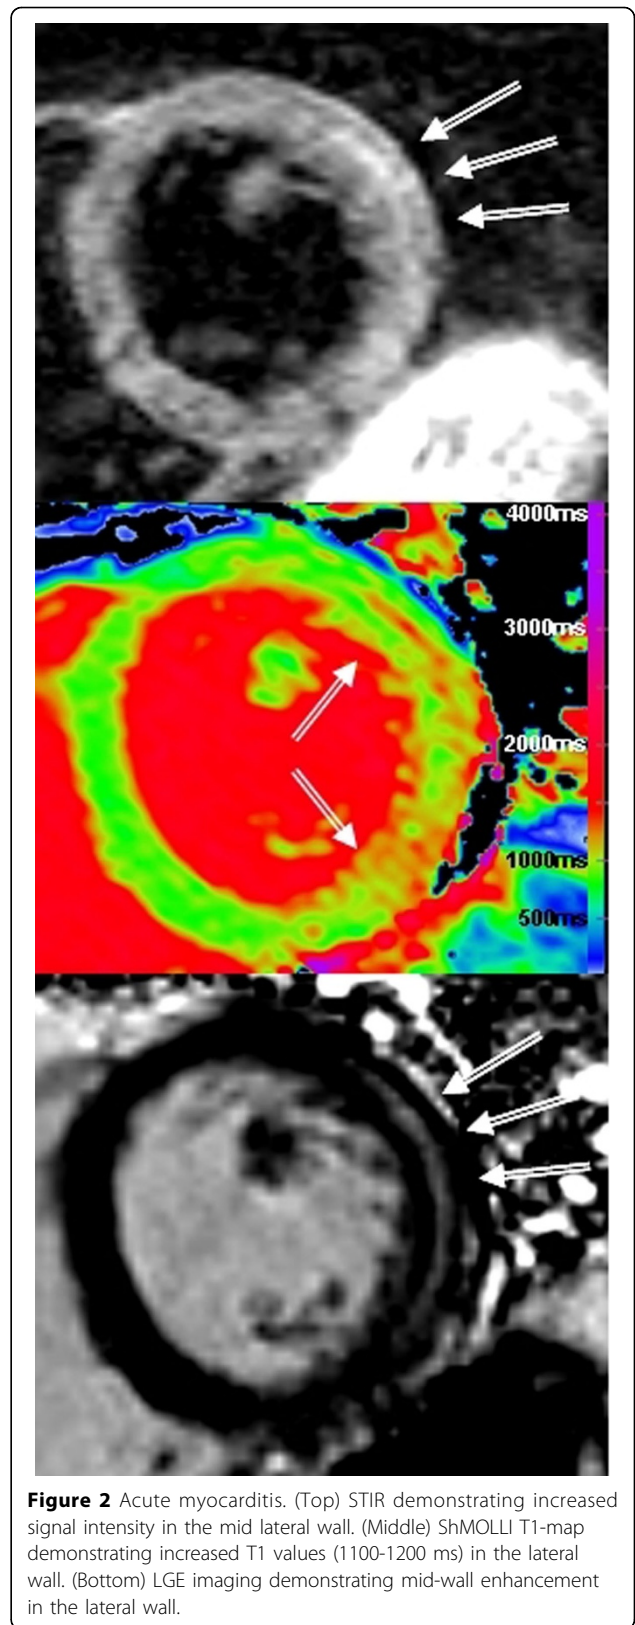 4000ms
3000ms
2000ms
1000ms
500ms
Figure 2 Acute myocarditis. (Top) STIR demonstrating increased
signal intensity in the mid lateral wall. (Middle) ShMOLLI T1-map
demonstrating increased T1 values (1100-1200 ms) in the lateral
wall. (Bottom) LGE imaging demonstrating mid-wall enhancement
in the lateral wall.